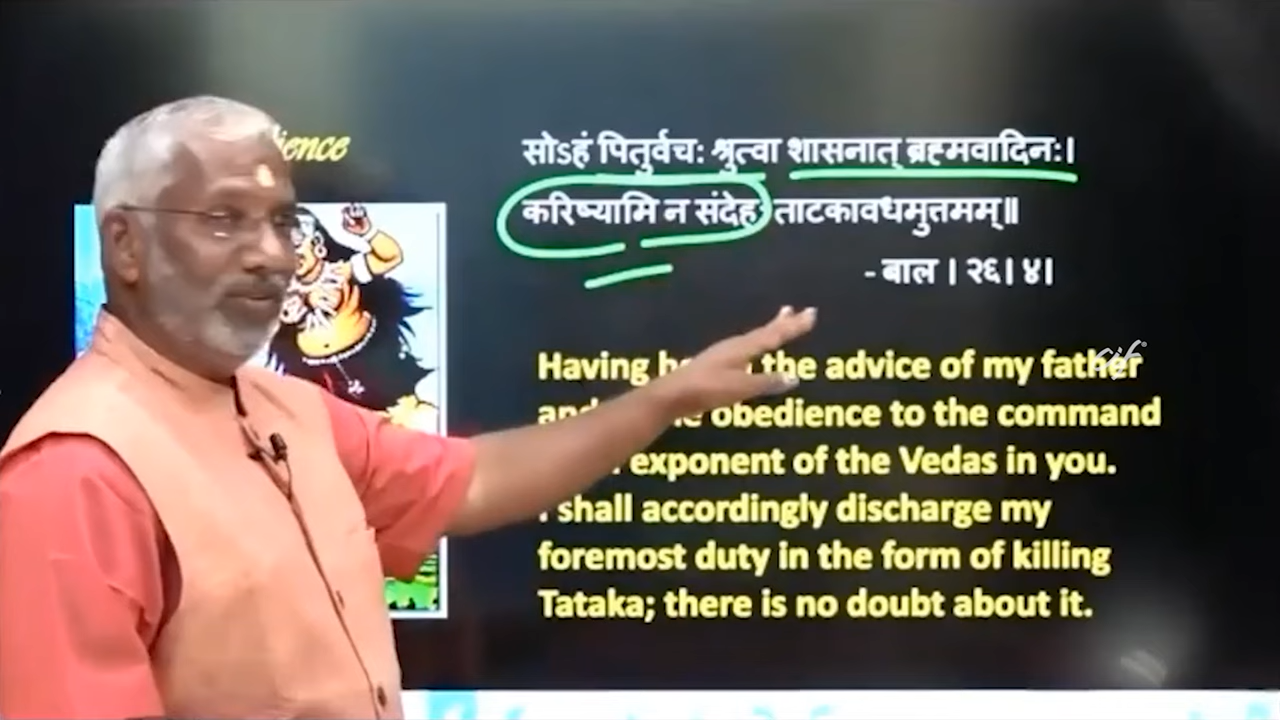 सोऽहं पितुर्वचः श्रुत्वा शासनात् ब्रह्मवादिनः।
करिष्यामि न संदेहः ताटकावधमुत्तमम्॥
- बाल । २६। ४।
Having the advice of my father
obedience to the command
exponent of the Vedas in you.
shall accordingly discharge my
foremost duty in the form of killing
Tataka; there is no doubt about it.